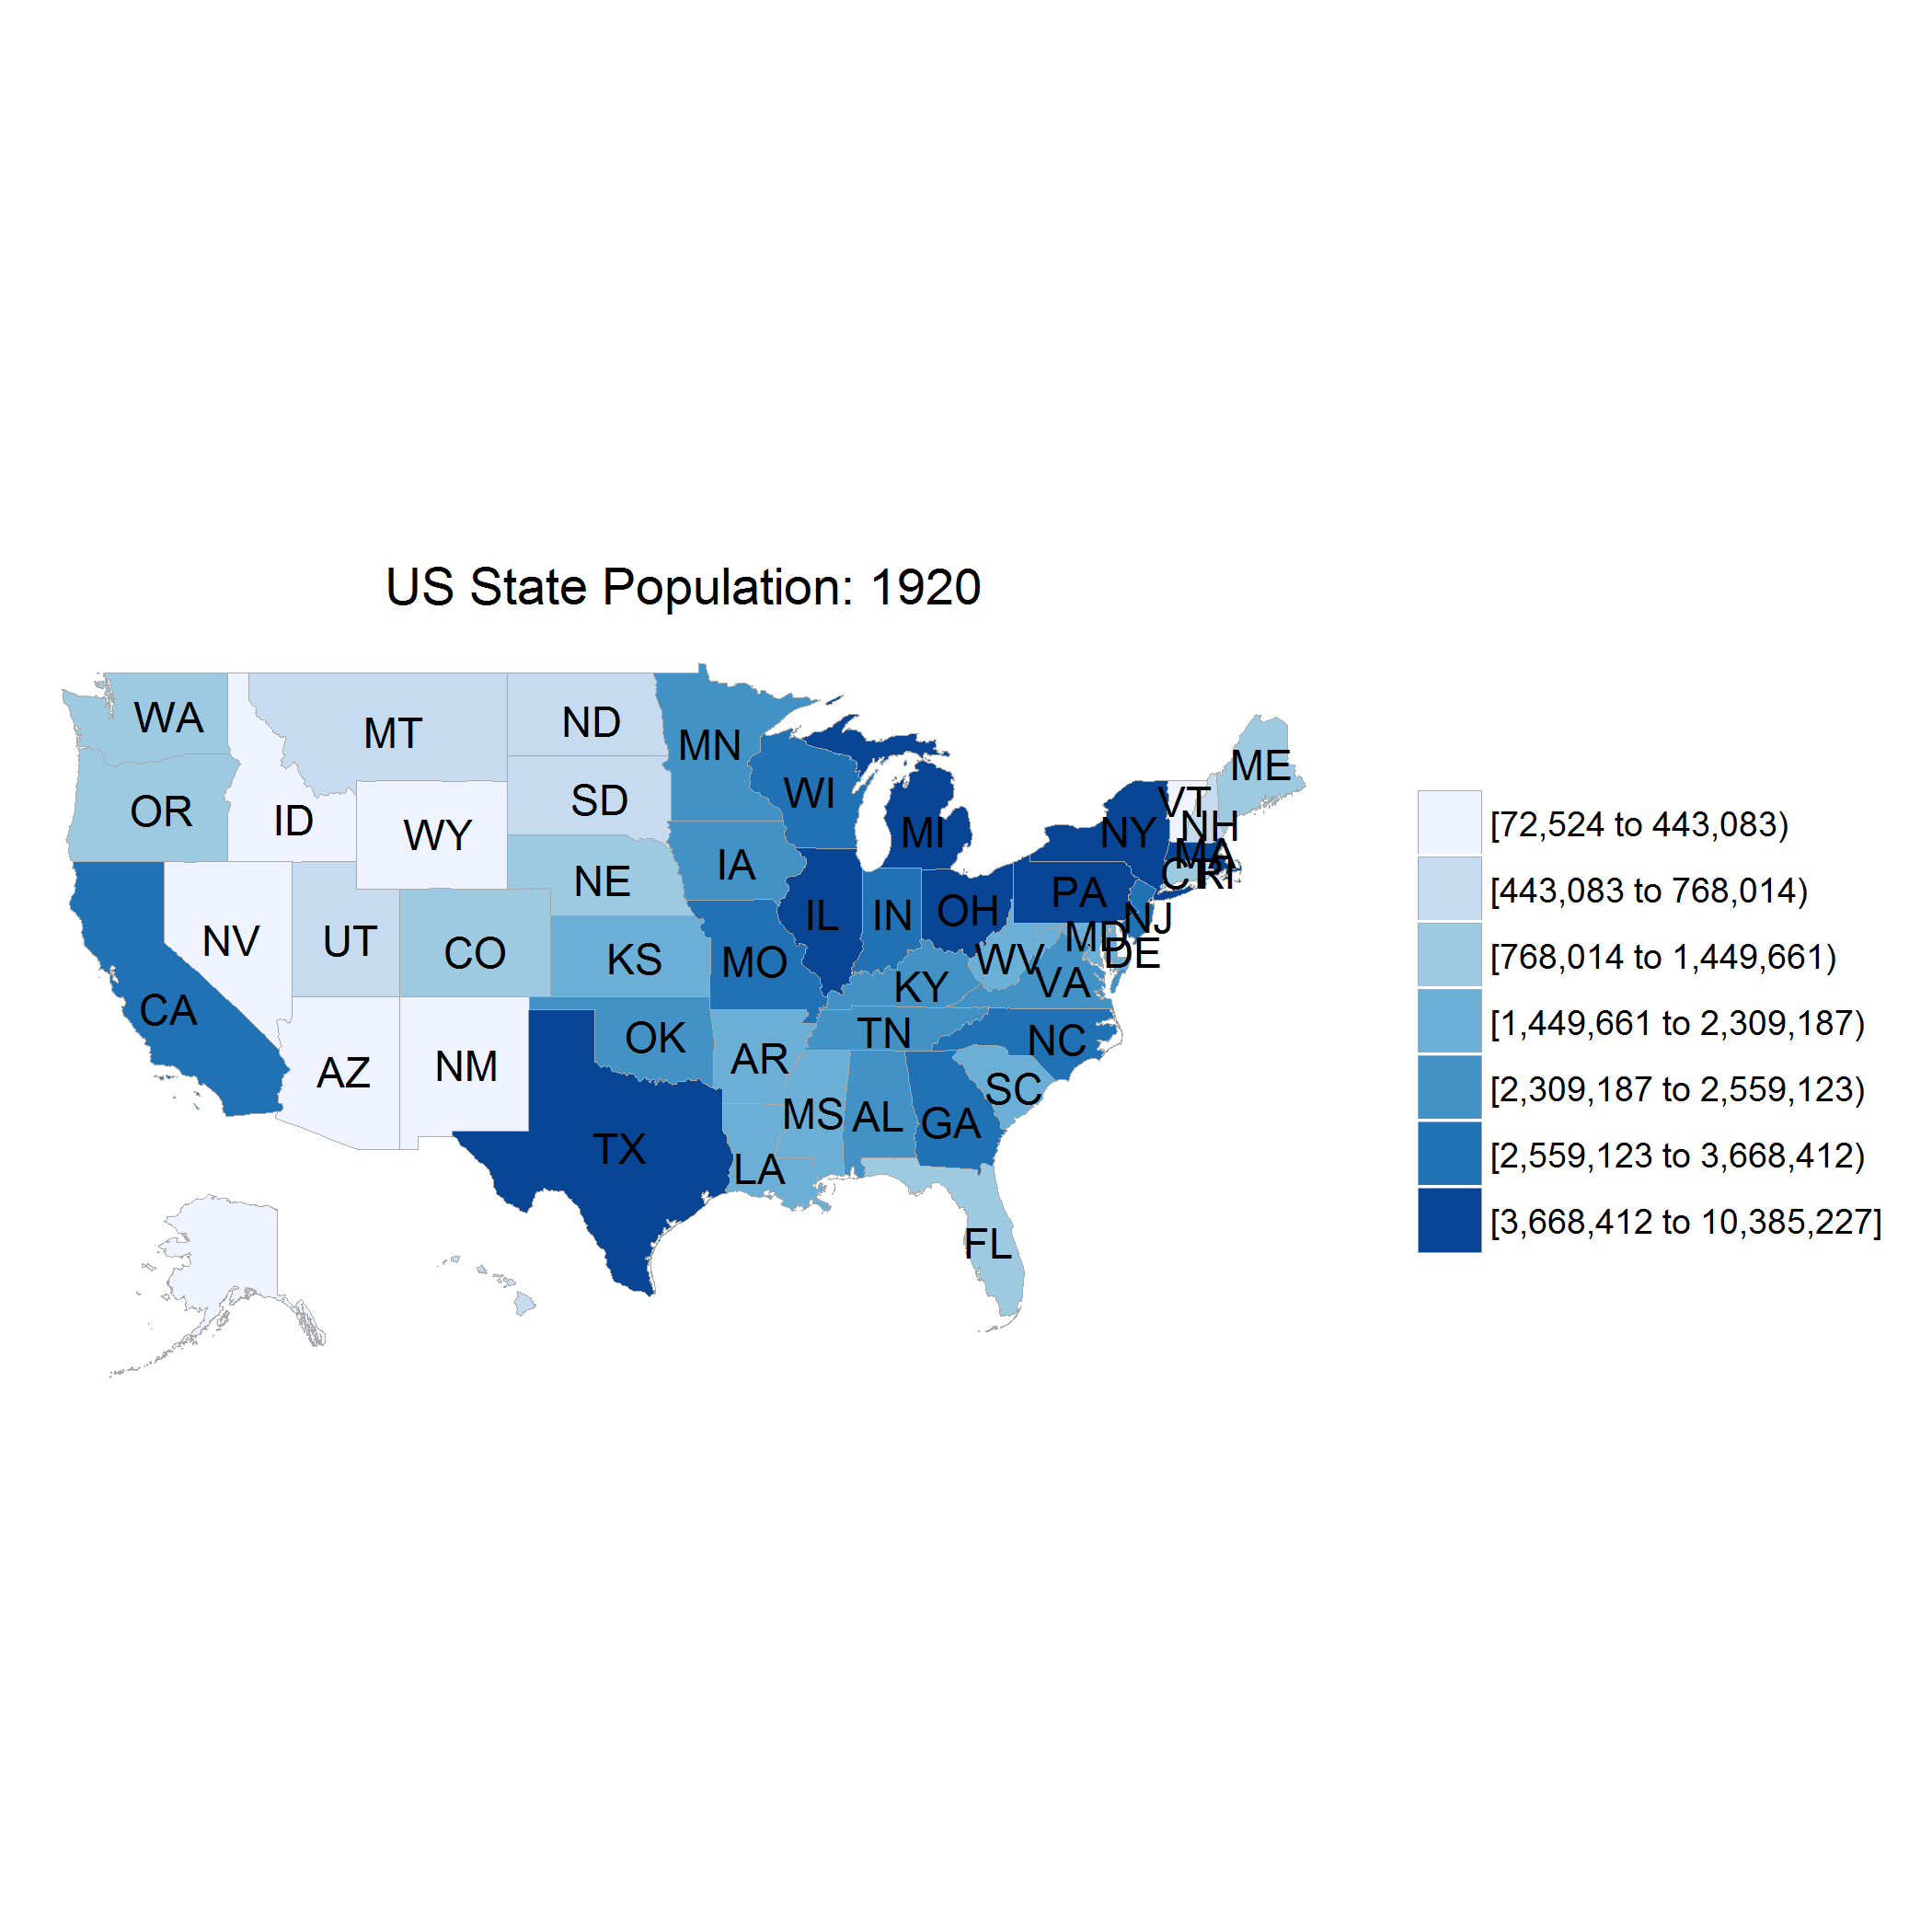 US State Population: 1920
WA
MT
ND
MN
ME
OR
ID
WY
SD
WI
MI
NY
VT
NH
MA
CT
RI
NE
IA
IL
IN
OH
PA
NJ
NV
UT
CO
KS
MO
WV
MD
DE
VA
KY
CA
AZ
NM
OK
AR
TN
NC
SC
MS
AL
GA
TX
LA
FL
[72,524 to 443,083)
[443,083 to 768,014)
[768,014 to 1,449,661)
[1,449,661 to 2,309,187)
[2,309,187 to 2,559,123)
[2,559,123 to 3,668,412)
[3,668,412 to 10,385,227]